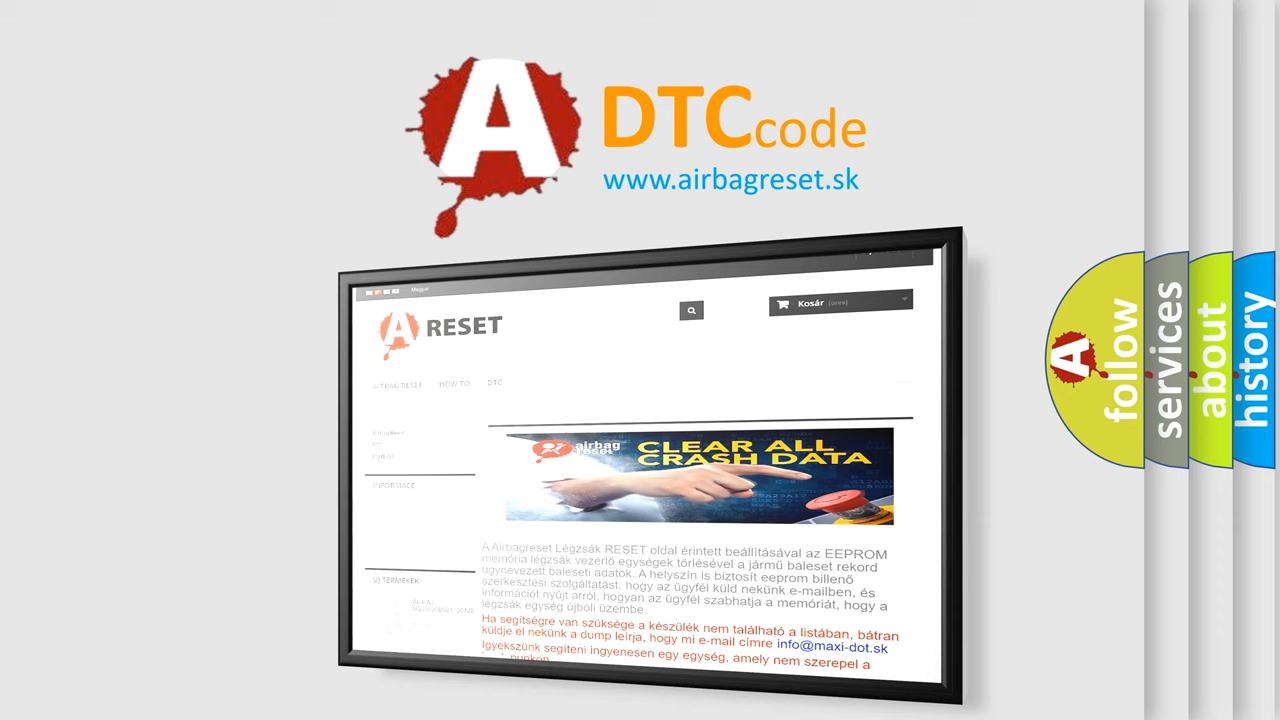 A DTCcode
www.airbagreset.sk
Magyar
A RESET
Kosár (üres)
AIRBAG RESET HOW TO DTC
INFORMACE
airbag
reset
CLEAR ALL
CRASH DATA
A Airbagreset Légzsák RESET oldal érintett beállításával az EEPROM
memória légzsák vezérlő egységek törlésével a jármű baleset rekord
úgynevezett baleseti adatok. A helyszín is biztosít eeprom billenő
szerkesztési szolgáltatást, hogy az ügyfél küld nekünk e-mailben, és
információt nyújt arról, hogyan az ügyfél szabhatja a memóriát, hogy a
légzsák egység újbóli üzembe.
Ha segítségre van szüksége a készülék nem található a listában, bátran
küldje el nekünk a dump leírja, hogy mi e-mail címre info@maxi-dot.sk
Igyekszünk segíteni ingyenesen egy egység, amely nem szerepel a
ÚJ TERMÉKEK
A
follow
services
about
history